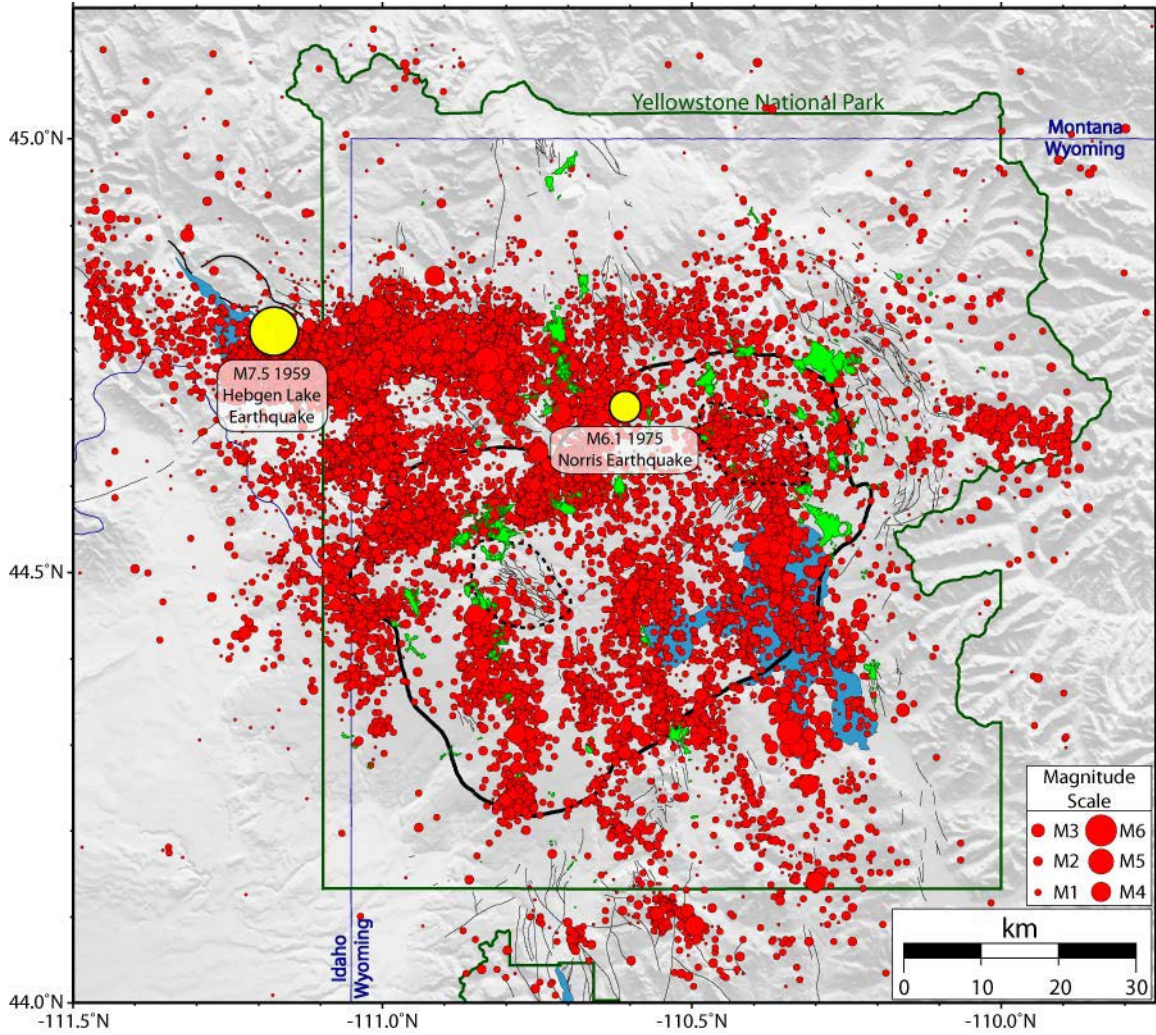 Yellowstone National Park
45.0°N
Montana
Wyoming
M7.5 1959
Hebgen Lake
Earthquake
M6.1 1975
Norris Earthquake
44.5°N
Magnitude
Scale
M3 M6
M2 M5
M1 M4
Idaho
Wyoming
km
0 10 20 30
44.0°N
-111.5°N -111.0°N -110.5°N -110.0°N